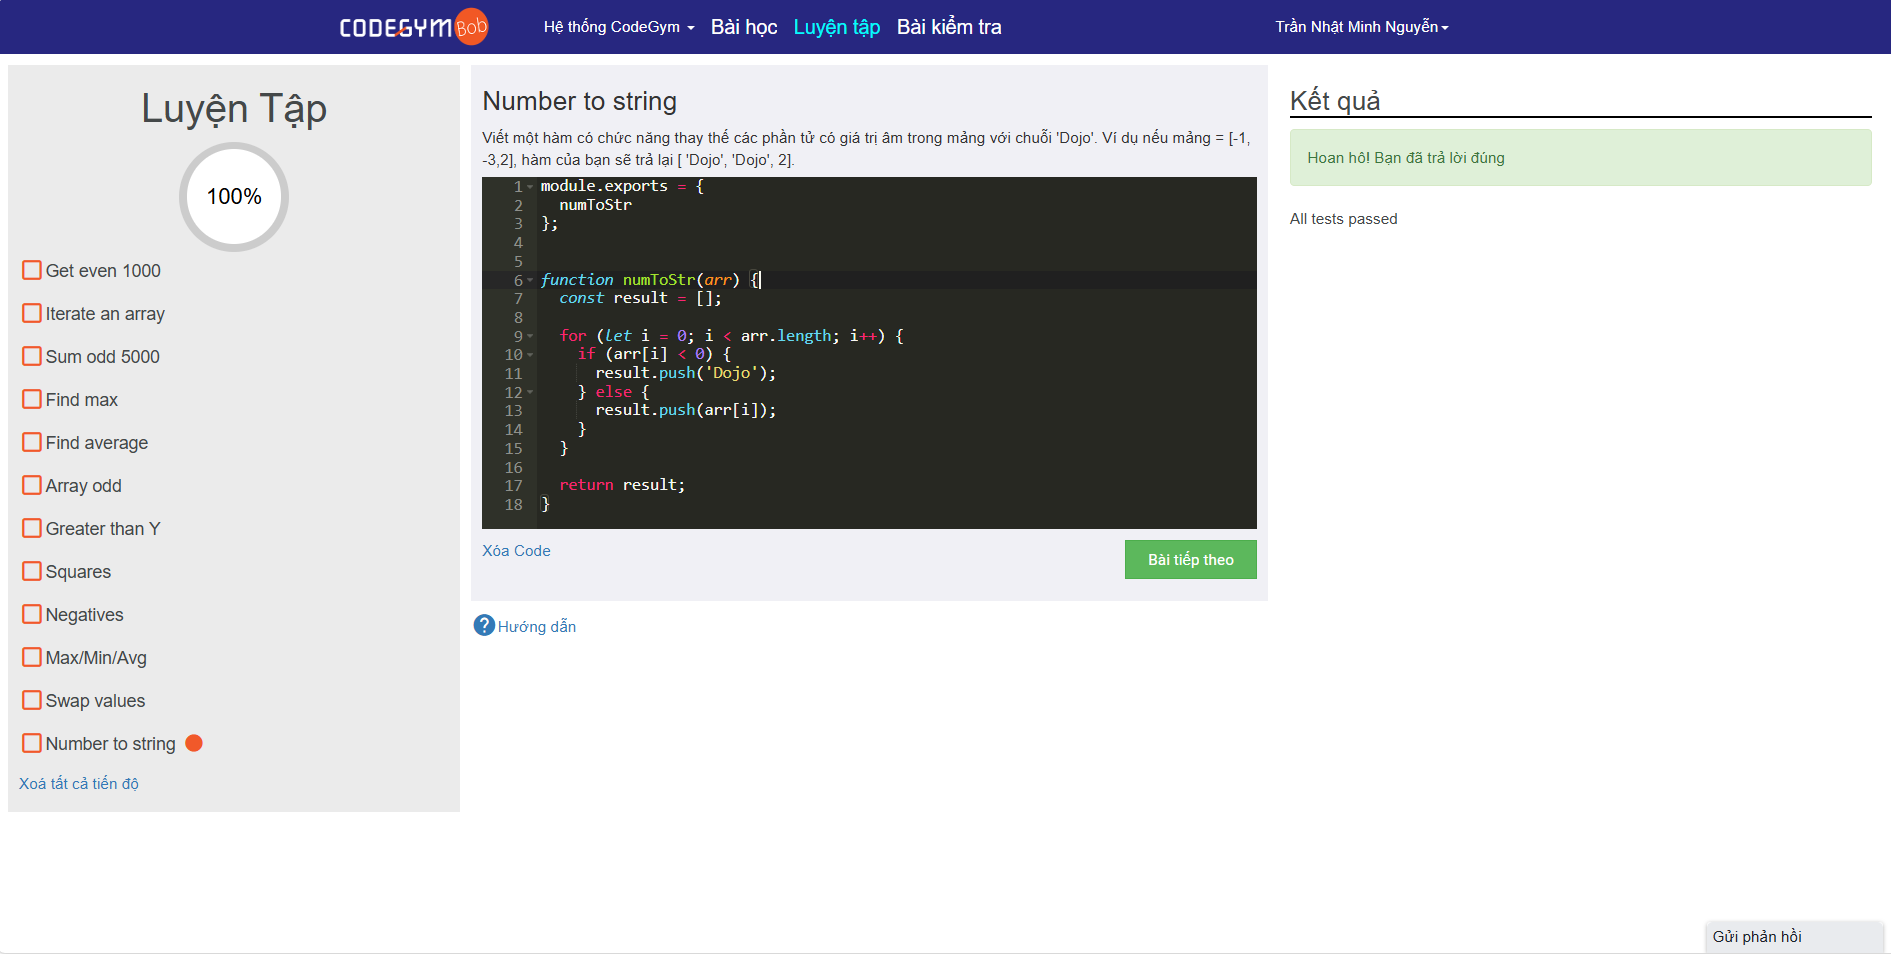 CODEGYM Bob
Hệ thống CodeGym
Bài học
Luyện tập
Bài kiểm tra
Trần Nhật Minh Nguyễn
Luyện Tập
100%
Get even 1000
Iterate an array
Sum odd 5000
Find max
Find average
Array odd
Greater than Y
Squares
Negatives
Max/Min/Avg
Swap values
Number to string
Xoá tất cả tiến độ
Number to string
Viết một hàm có chức năng thay thế các phần tử có giá trị âm trong mảng với chuỗi 'Dojo'. Ví dụ nếu mảng = [-1,
-3,2], hàm của bạn sẽ trả lại [ 'Dojo', 'Dojo', 2].
1 module.exports = {
2   numToStr
3 };
4
5
6 function numToStr(arr) {
7   const result = [];
8
9   for (let i = 0; i < arr.length; i++) {
10     if (arr[i] < 0) {
11       result.push('Dojo');
12     } else {
13       result.push(arr[i]);
14     }
15   }
16
17   return result;
18 }
Xóa Code
Bài tiếp theo
? Hướng dẫn
Kết quả
Hoan hô! Bạn đã trả lời đúng
All tests passed
Gửi phản hồi